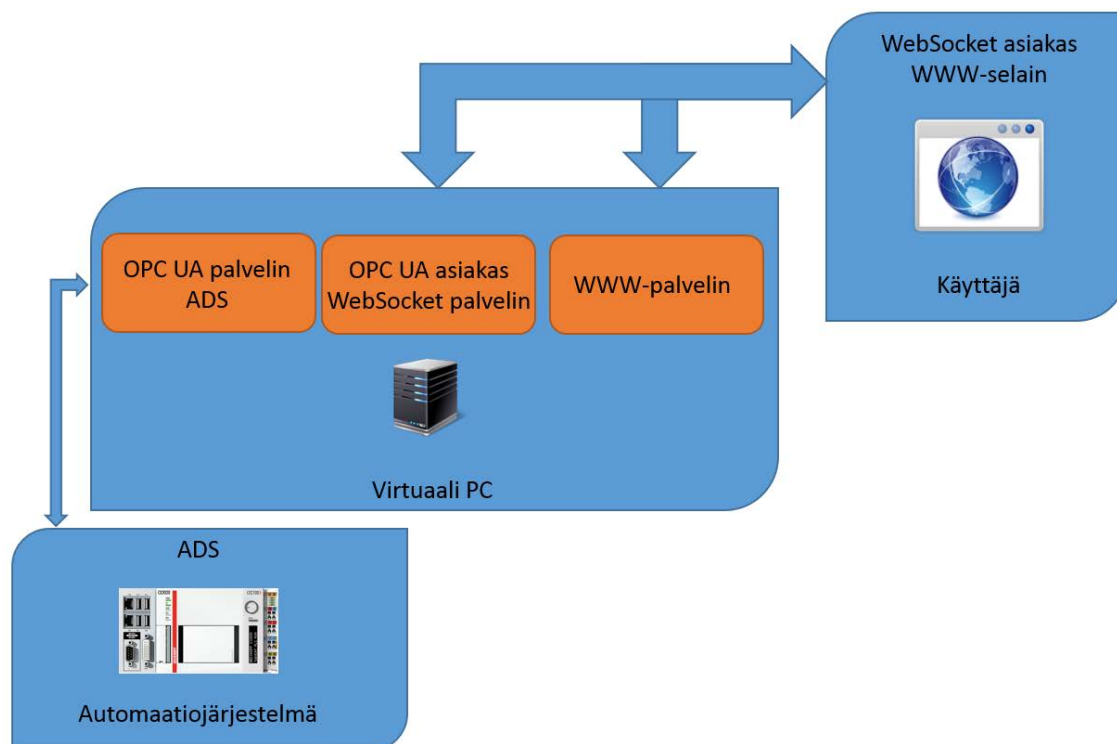 WebSocket asiakas
WWW-selain
Käyttäjä
OPC UA palvelin
ADS
OPC UA asiakas
WebSocket palvelin
WWW-palvelin
Virtuaali PC
ADS
Automaatiojärjestelmä